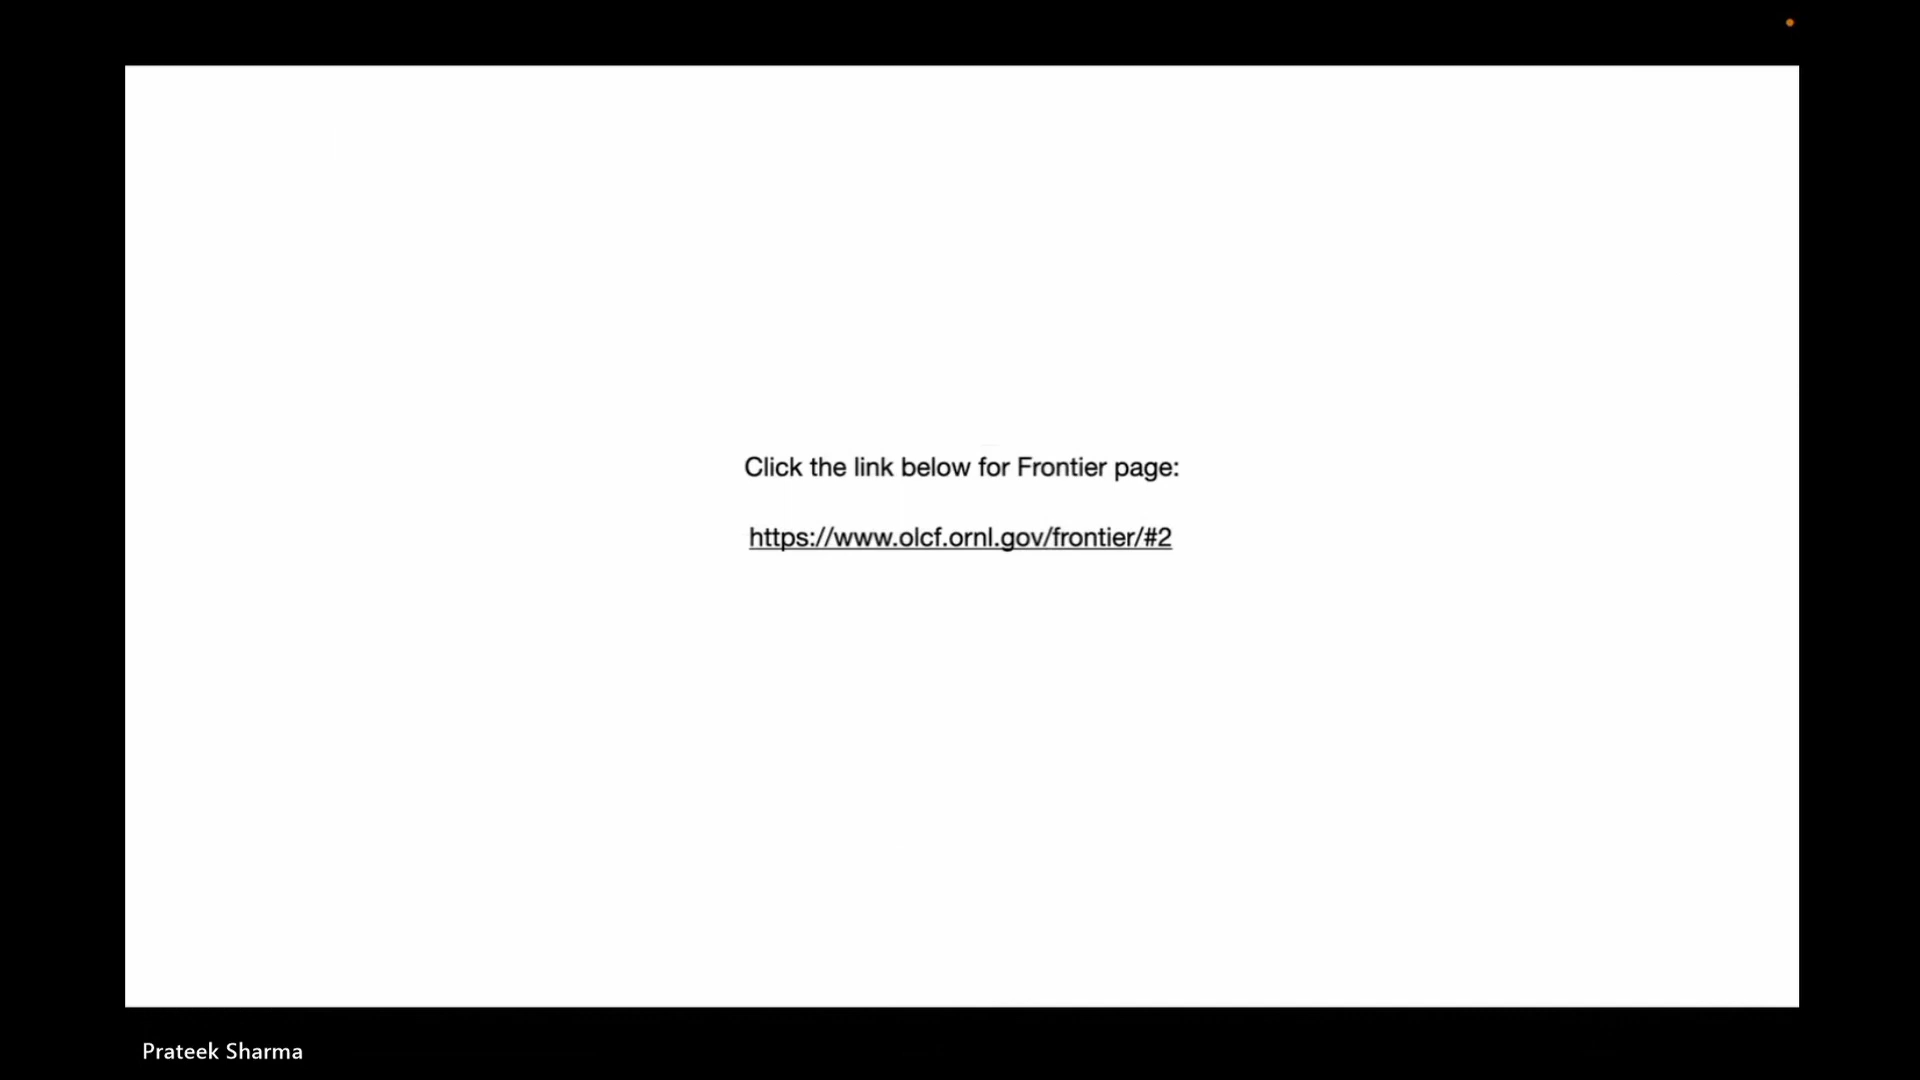 Click the link below for Frontier page:
https://www.olcf.ornl.gov/frontier/#2
Prateek Sharma